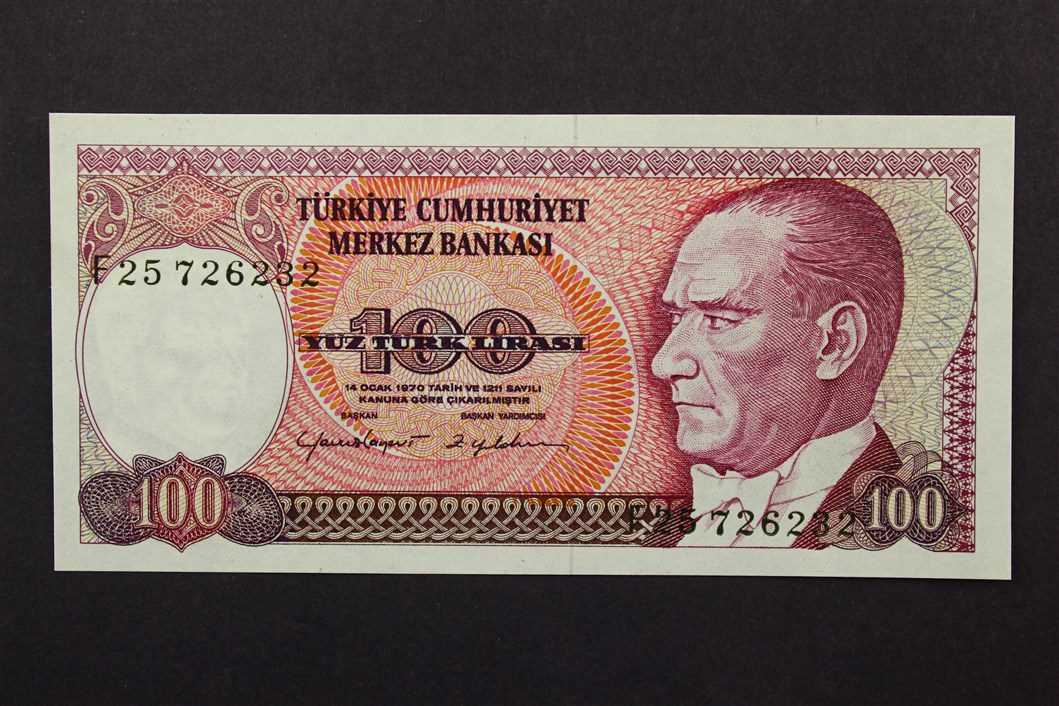 TÜRKİYE CUMHURİYET
MERKEZ BANKASI
F25 726232
100
YÜZ TÜRK LİRASI
14 OCAK 1970 TARİH VE 1211 SAYILI
KANUNA GÖRE ÇIKARILMIŞTIR
BAŞKAN BAŞKAN YARDIMCISI
100
F25 726232
100